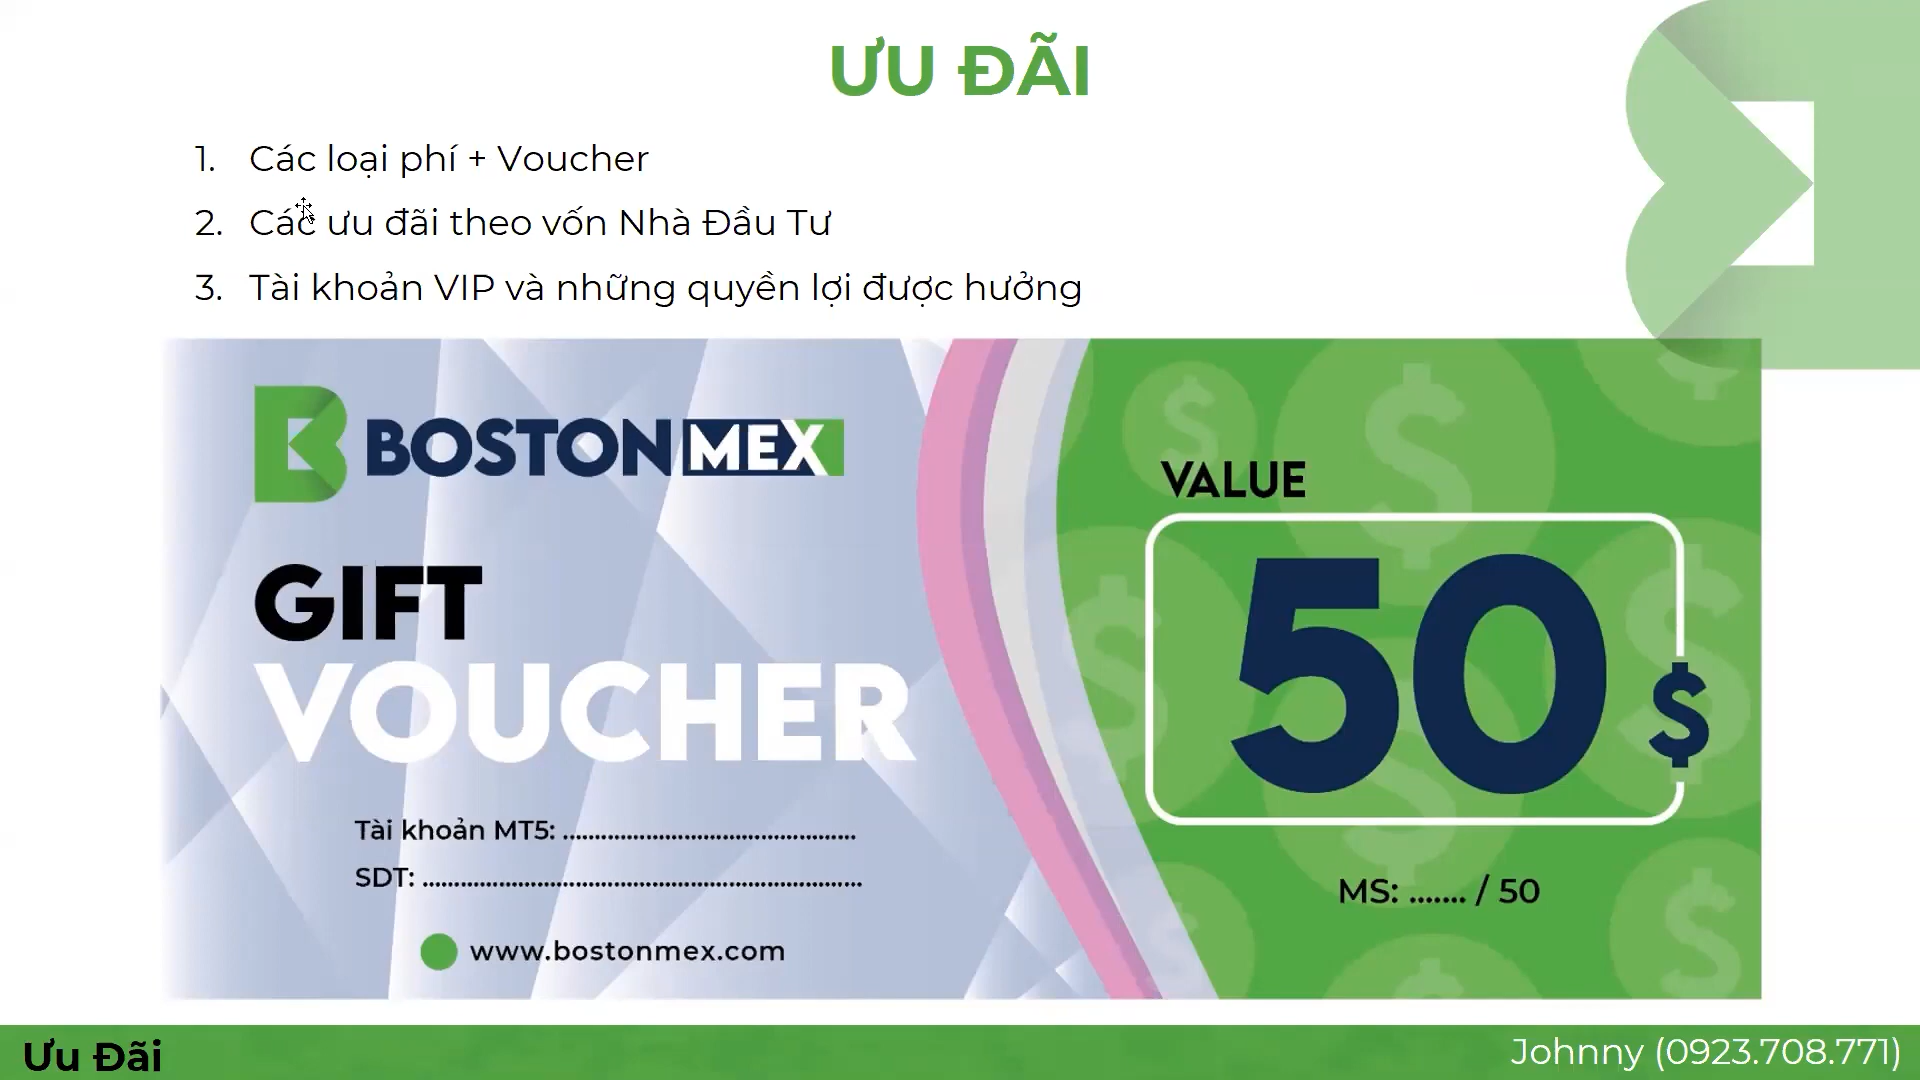 ƯU ĐÃI
1. Các loại phí + Voucher
2. Các ưu đãi theo vốn Nhà Đầu Tư
3. Tài khoản VIP và những quyền lợi được hưởng
BOSTONMEX
GIFT
VOUCHER
Tài khoản MT5: ..............................................
SDT: .....................................................................
www.bostonmex.com
VALUE
50$
MS: ....... / 50
Ưu Đãi
Johnny (0923.708.771)